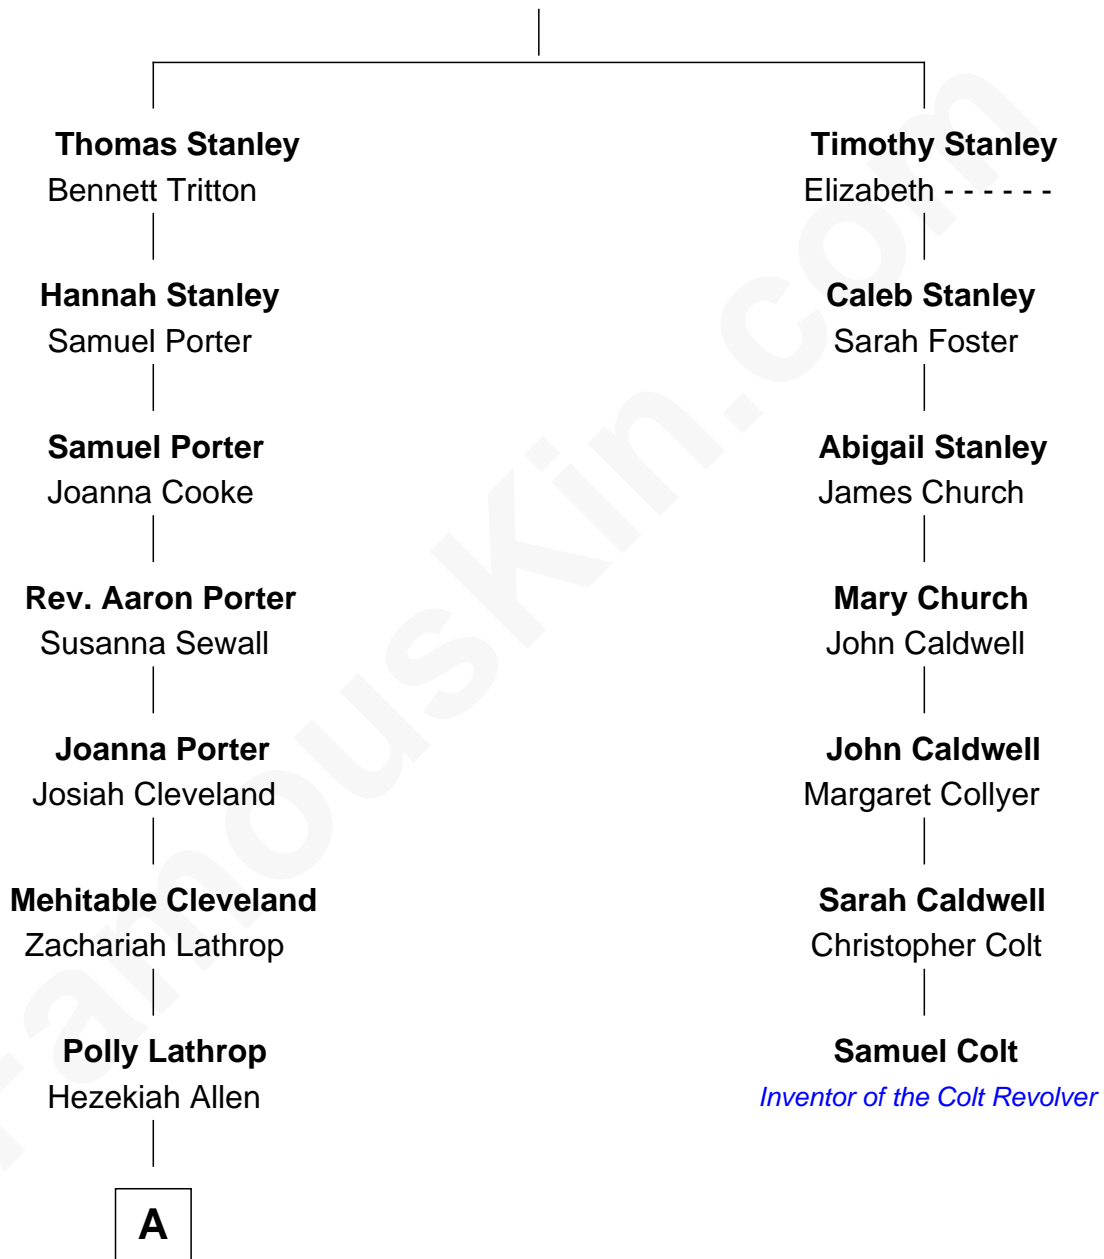 Thomas Stanley
Bennett Tritton
Hannah Stanley
Samuel Porter
Samuel Porter
Joanna Cooke
Rev. Aaron Porter
Susanna Sewall
Joanna Porter
Josiah Cleveland
Mehitable Cleveland
Zachariah Lathrop
Polly Lathrop
Hezekiah Allen
A
Timothy Stanley
Elizabeth - - - - - -
Caleb Stanley
Sarah Foster
Abigail Stanley
James Church
Mary Church
John Caldwell
John Caldwell
Margaret Collyer
Sarah Caldwell
Christopher Colt
Samuel Colt
Inventor of the Colt Revolver
FamousKin.com